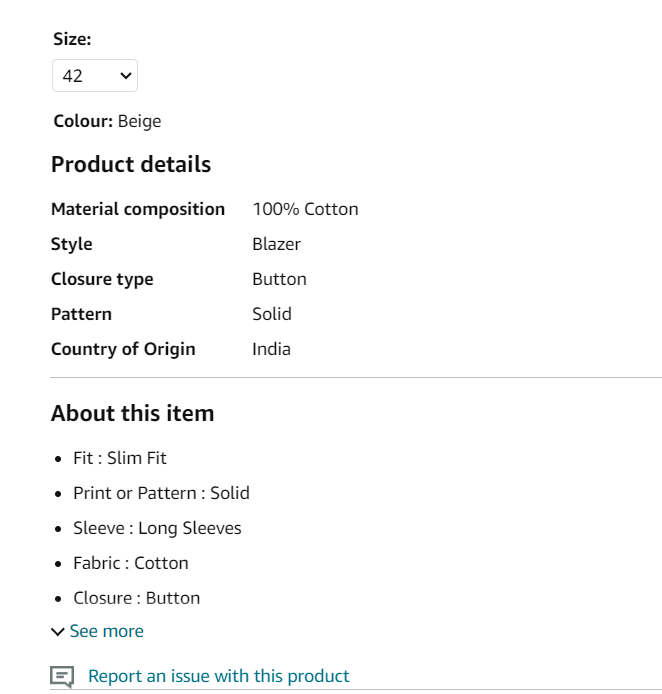 Size:
42
Colour: Beige
Product details
Material composition 100% Cotton
Style Blazer
Closure type Button
Pattern Solid
Country of Origin India
About this item
Fit : Slim Fit
Print or Pattern : Solid
Sleeve : Long Sleeves
Fabric : Cotton
Closure : Button
See more
Report an issue with this product